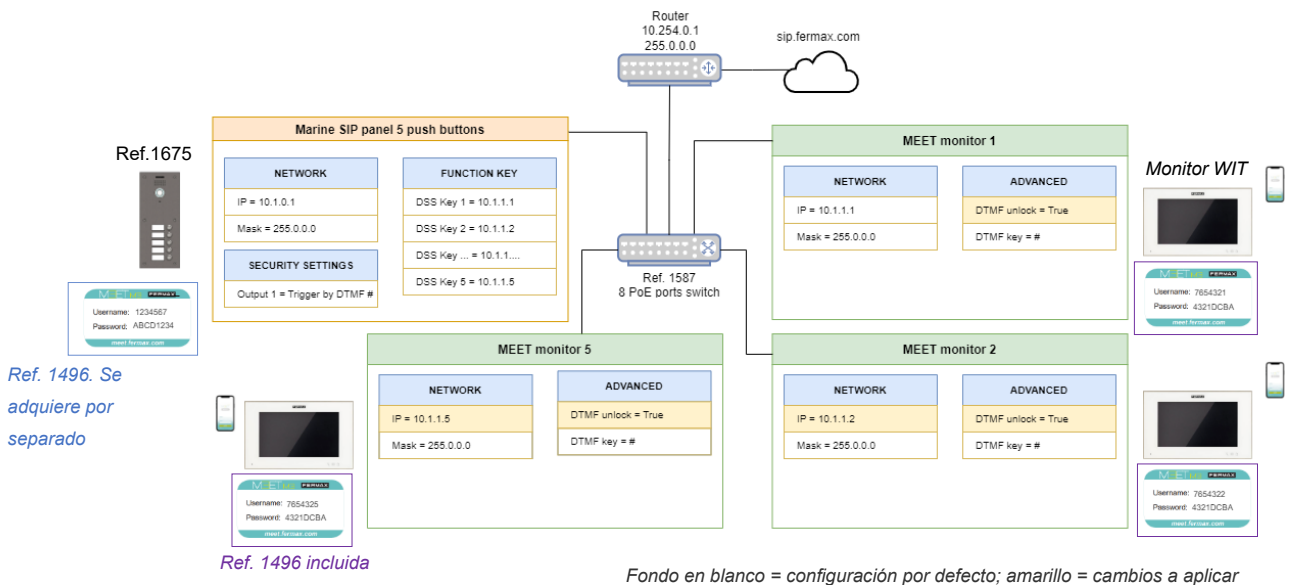 Router
10.254.0.1
255.0.0.0
sip.fermax.com
Marine SIP panel 5 push buttons
NETWORK
IP = 10.1.0.1
Mask = 255.0.0.0
SECURITY SETTINGS
Output 1 = Trigger by DTMF #
FUNCTION KEY
DSS Key 1 = 10.1.1.1
DSS Key 2 = 10.1.1.2
DSS Key ... = 10.1.1....
DSS Key 5 = 10.1.1.5
Ref.1675
MEET
FERMAX
Username: 1234567
Password: ABCD1234
meet.fermax.com
Ref. 1496. Se
adquiere por
separado
Ref. 1587
8 PoE ports switch
MEET monitor 1
NETWORK
IP = 10.1.1.1
Mask = 255.0.0.0
ADVANCED
DTMF unlock = True
DTMF key = #
Monitor WIT
MEET
FERMAX
Username: 7654321
Password: 4321DCBA
meet.fermax.com
MEET monitor 5
NETWORK
IP = 10.1.1.5
Mask = 255.0.0.0
ADVANCED
DTMF unlock = True
DTMF key = #
MEET
FERMAX
Username: 7654325
Password: 4321DCBA
meet.fermax.com
Ref. 1496 incluida
MEET monitor 2
NETWORK
IP = 10.1.1.2
Mask = 255.0.0.0
ADVANCED
DTMF unlock = True
DTMF key = #
MEET
FERMAX
Username: 7654322
Password: 4321DCBA
meet.fermax.com
Fondo en blanco = configuración por defecto; amarillo = cambios a aplicar